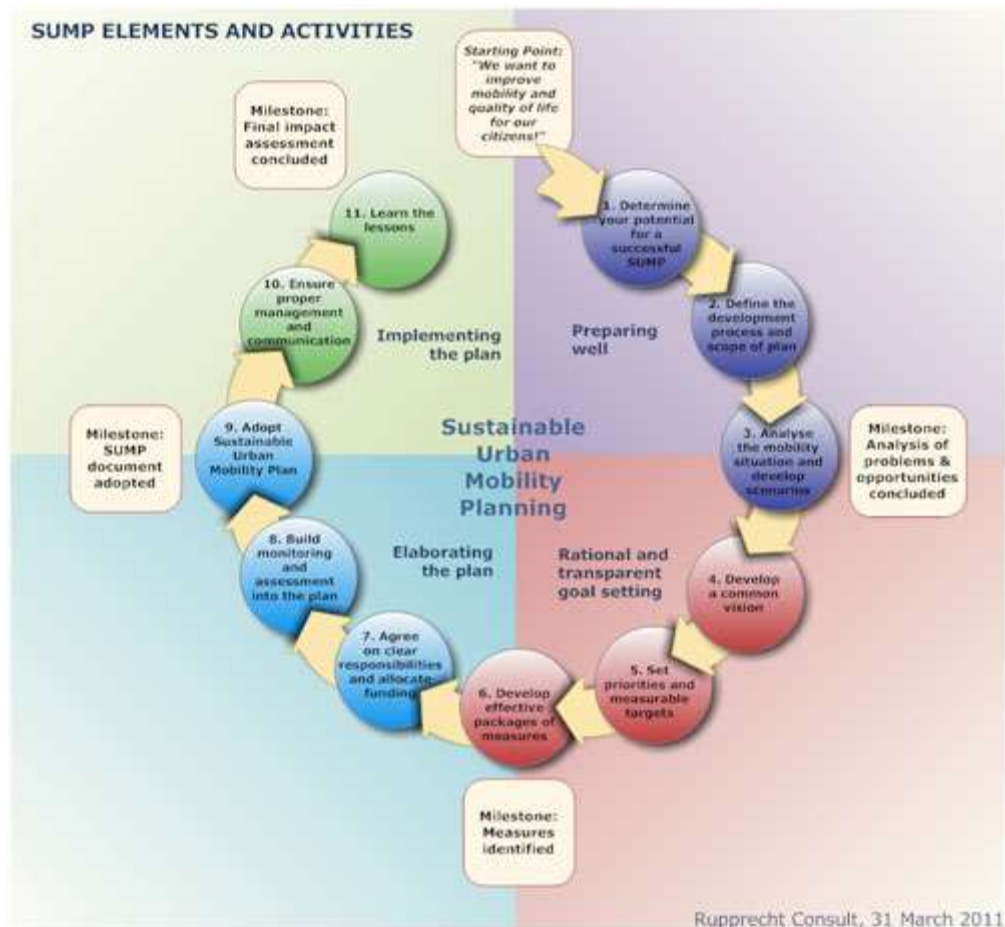 SUMP ELEMENTS AND ACTIVITIES
Starting Point:
"We want to
improve
mobility and
quality of life
for our
citizens!"
1. Determine
your potential
for a
successful
SUMP
2. Define the
development
process and
scope of plan
3. Analyse
the mobility
situation and
develop
scenarios
Milestone:
Analysis of
problems &
opportunities
concluded
4. Develop
a common
vision
5. Set
priorities and
measurable
targets
6. Develop
effective
packages of
measures
Milestone:
Measures
identified
7. Agree
on clear
responsibilities
and allocate
funding
8. Build
monitoring
and
assessment
into the plan
9. Adopt
Sustainable
Urban
Mobility Plan
Milestone:
SUMP
document
adopted
10. Ensure
proper
management
and
communication
11. Learn the
lessons
Milestone:
Final impact
assessment
concluded
Implementing
the plan
Preparing
well
Sustainable
Urban
Mobility
Planning
Elaborating
the plan
Rational and
transparent
goal setting
Rupprecht Consult, 31 March 2011